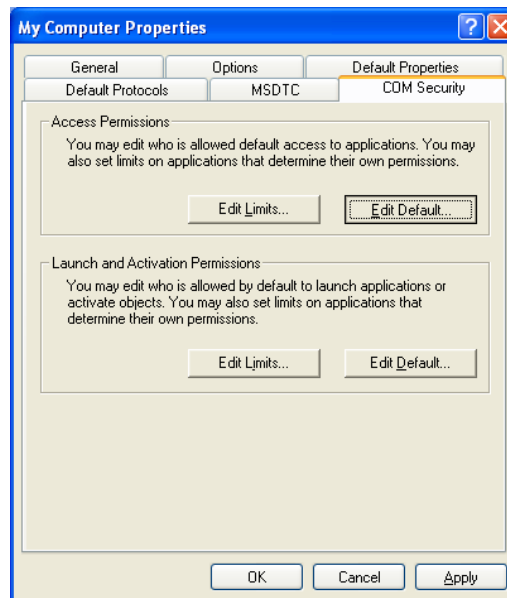 My Computer Properties
General Options Default Properties
Default Protocols MSDTC COM Security
Access Permissions
You may edit who is allowed default access to applications. You may
also set limits on applications that determine their own permissions.
Edit Limits... Edit Default...
Launch and Activation Permissions
You may edit who is allowed by default to launch applications or
activate objects. You may also set limits on applications that
determine their own permissions.
Edit Limits... Edit Default...
OK Cancel Apply